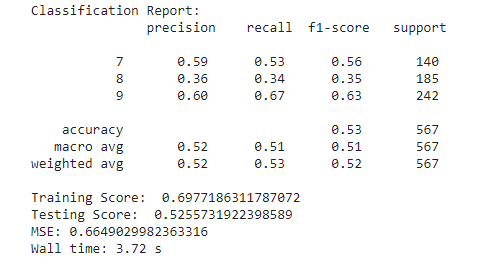 Classification Report:
precision recall f1-score support
7 0.59 0.53 0.56 140
8 0.36 0.34 0.35 185
9 0.60 0.67 0.63 242
accuracy 0.53 567
macro avg 0.52 0.51 0.51 567
weighted avg 0.52 0.53 0.52 567
Training Score: 0.6977186311787072
Testing Score: 0.5255731922398589
MSE: 0.6649029982363316
Wall time: 3.72 s